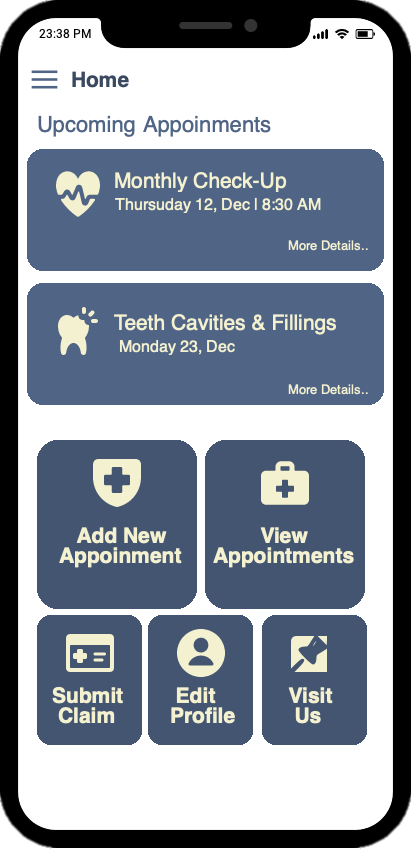 23:38 PM
Home
Upcoming Appoinments
Monthly Check-Up
Thursuday 12, Dec | 8:30 AM
More Details..
Teeth Cavities & Fillings
Monday 23, Dec
More Details..
Add New
Appoinment
View
Appointments
Submit
Claim
Edit
Profile
Visit
Us